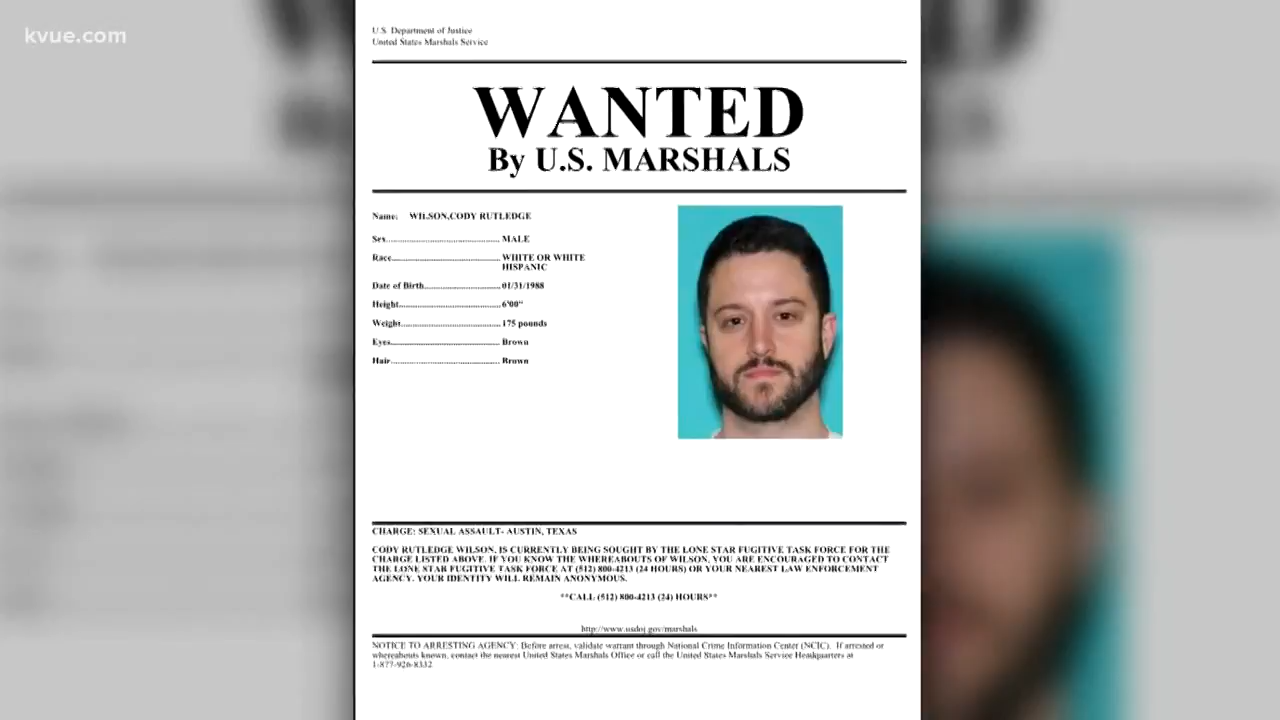 kvue.com
U.S. Department of Justice
United States Marshals Service
WANTED
By U.S. MARSHALS
Name: WILSON,CODY RUTLEDGE
Sex.......................................... MALE
Race.......................................... WHITE OR WHITE
HISPANIC
Date of Birth............................. 01/31/1988
Height...................................... 6'00"
Weight..................................... 175 pounds
Eyes......................................... Brown
Hair.......................................... Brown
CHARGE: SEXUAL ASSAULT- AUSTIN, TEXAS
CODY RUTLEDGE WILSON, IS CURRENTLY BEING SOUGHT BY THE LONE STAR FUGITIVE TASK FORCE FOR THE
CHARGE LISTED ABOVE. IF YOU KNOW THE WHEREABOUTS OF WILSON, YOU ARE ENCOURAGED TO CONTACT
THE LONE STAR FUGITIVE TASK FORCE AT (512) 800-4213 (24 HOURS) OR YOUR NEAREST LAW ENFORCEMENT
AGENCY. YOUR IDENTITY WILL REMAIN ANONYMOUS.
**CALL (512) 800-4213 (24) HOURS**
http://www.usdoj.gov/marshals
NOTICE TO ARRESTING AGENCY: Before arrest, validate warrant through National Crime Information Center (NCIC). If arrested or
whereabouts known, contact the nearest United States Marshals Office or call the United States Marshals Service Headquarters at
1-877-926-8332.